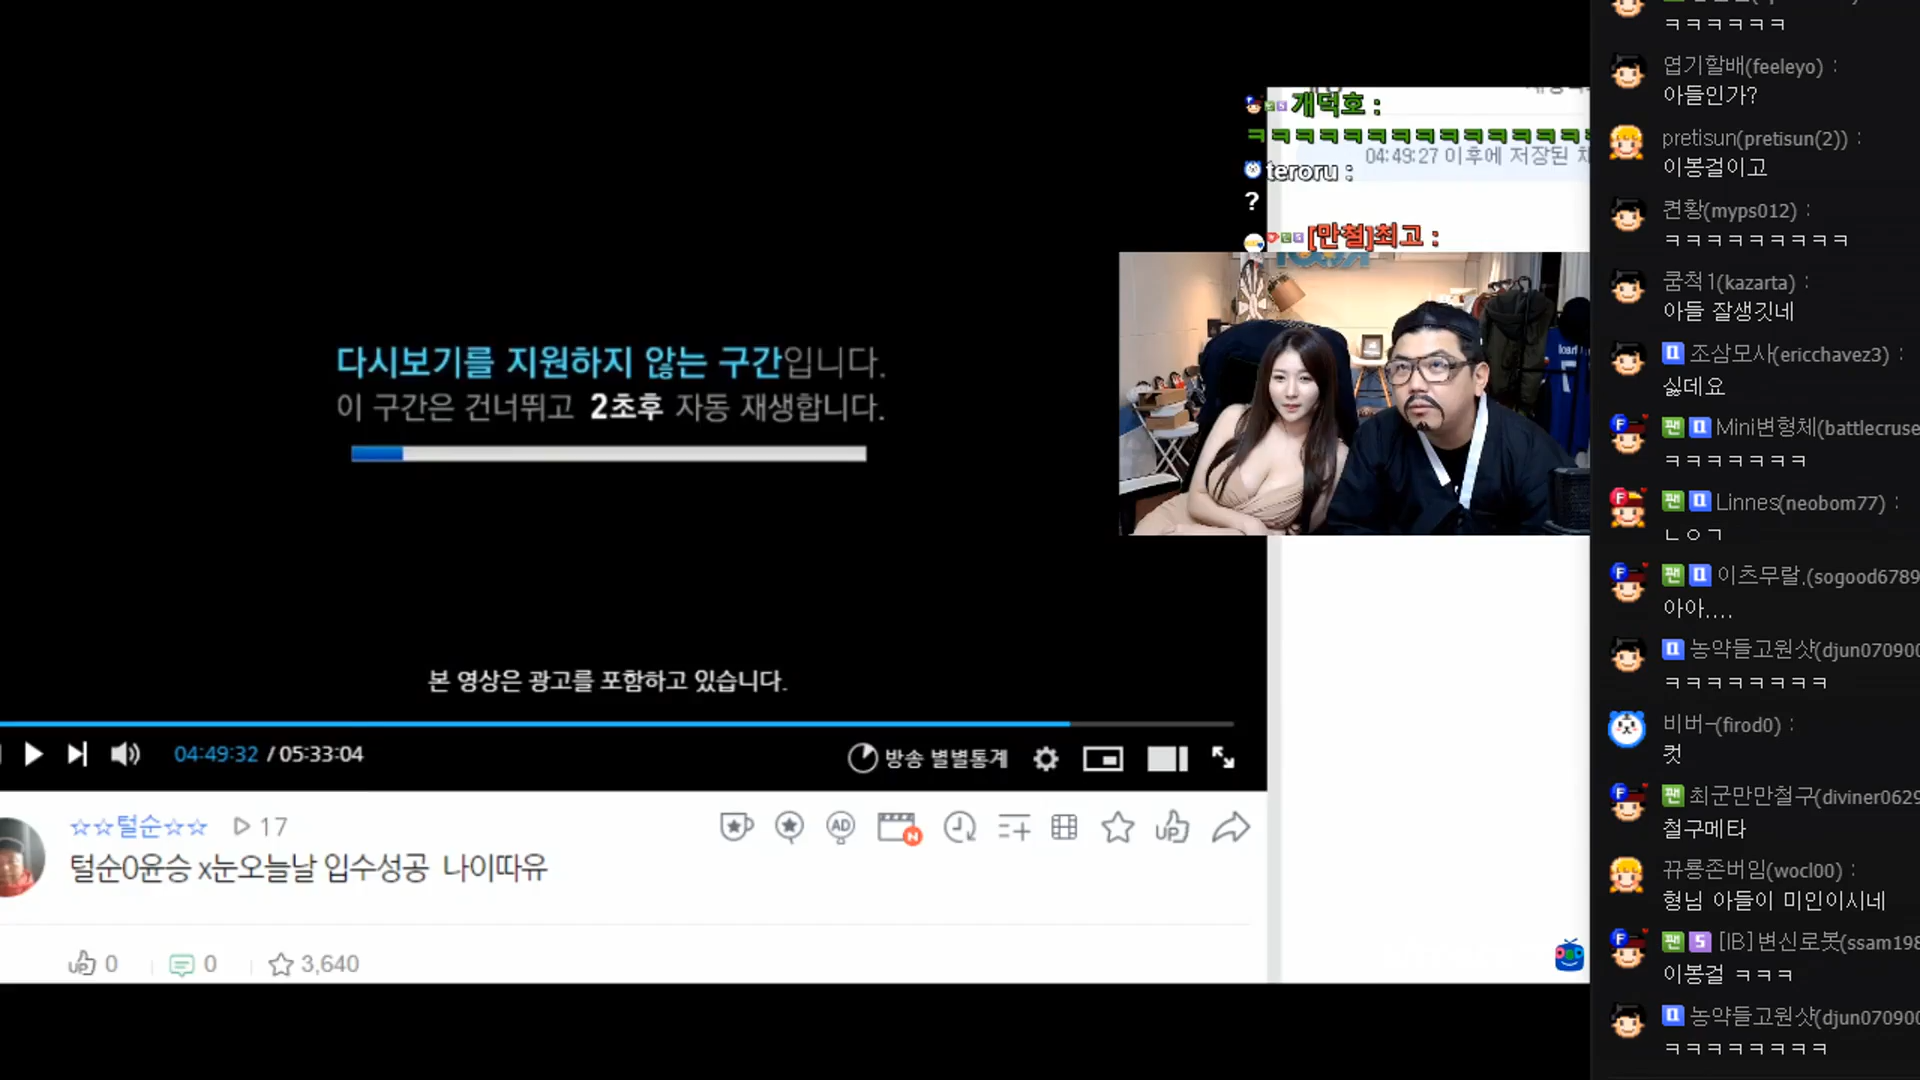 다시보기를 지원하지 않는 구간입니다.
이 구간은 건너뛰고 2초후 자동 재생합니다.
본 영상은 광고를 포함하고 있습니다.
04:49:32 / 05:33:04
방송 별별통계
☆☆털순☆☆ ▷ 17
털순0윤승 x눈오늘날 입수성공 나이따유
AD
N
UP 0
0
3,640
UP
개덕호 :
ㅋㅋㅋㅋㅋㅋㅋㅋㅋㅋㅋㅋㅋㅋ
04:49:27 이후에 저장된
teroru :
?
[만철]최고 :
ㅋㅋㅋㅋㅋㅋ
엽기할배(feeleyo) :
아들인가?
pretisun(pretisun(2)) :
이봉걸이고
켠황(myps012) :
ㅋㅋㅋㅋㅋㅋㅋㅋㅋ
쿰척1(kazarta) :
아들 잘생깃네
조삼모사(ericchavez3) :
싫데요
팬 Mini변형체(battlecruse
ㅋㅋㅋㅋㅋㅋㅋ
팬 Linnes(neobom77) :
ㄴㅇㄱ
팬 이츠무랄.(sogood6789
아아....
농약들고원샷(djun070900
ㅋㅋㅋㅋㅋㅋㅋㅋ
비버-(firod0) :
컷
팬 최군만만철구(diviner0629
철구메타
뀨룡존버임(wocl00) :
형님 아들이 미인이시네
팬 S [IB]변신로봇(ssam198
이봉걸 ㅋㅋㅋ
농약들고원샷(djun070900
ㅋㅋㅋㅋㅋㅋㅋㅋ